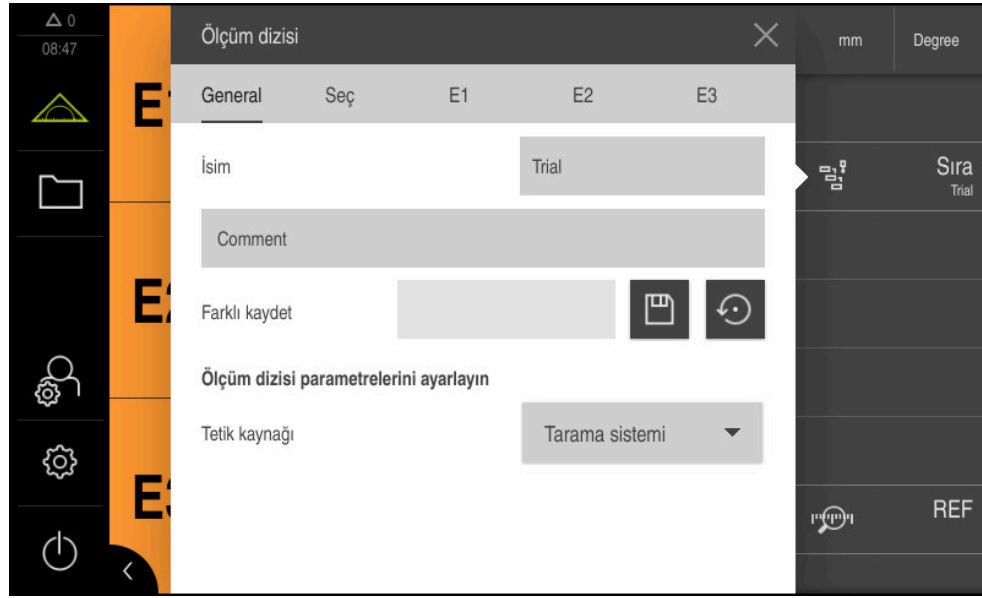 0
08:47
Ölçüm dizisi
mm
Degree
General
Seç
E1
E2
E3
İsim
Trial
Sıra
Trial
Comment
Farklı kaydet
Ölçüm dizisi parametrelerini ayarlayın
Tetik kaynağı
Tarama sistemi
REF